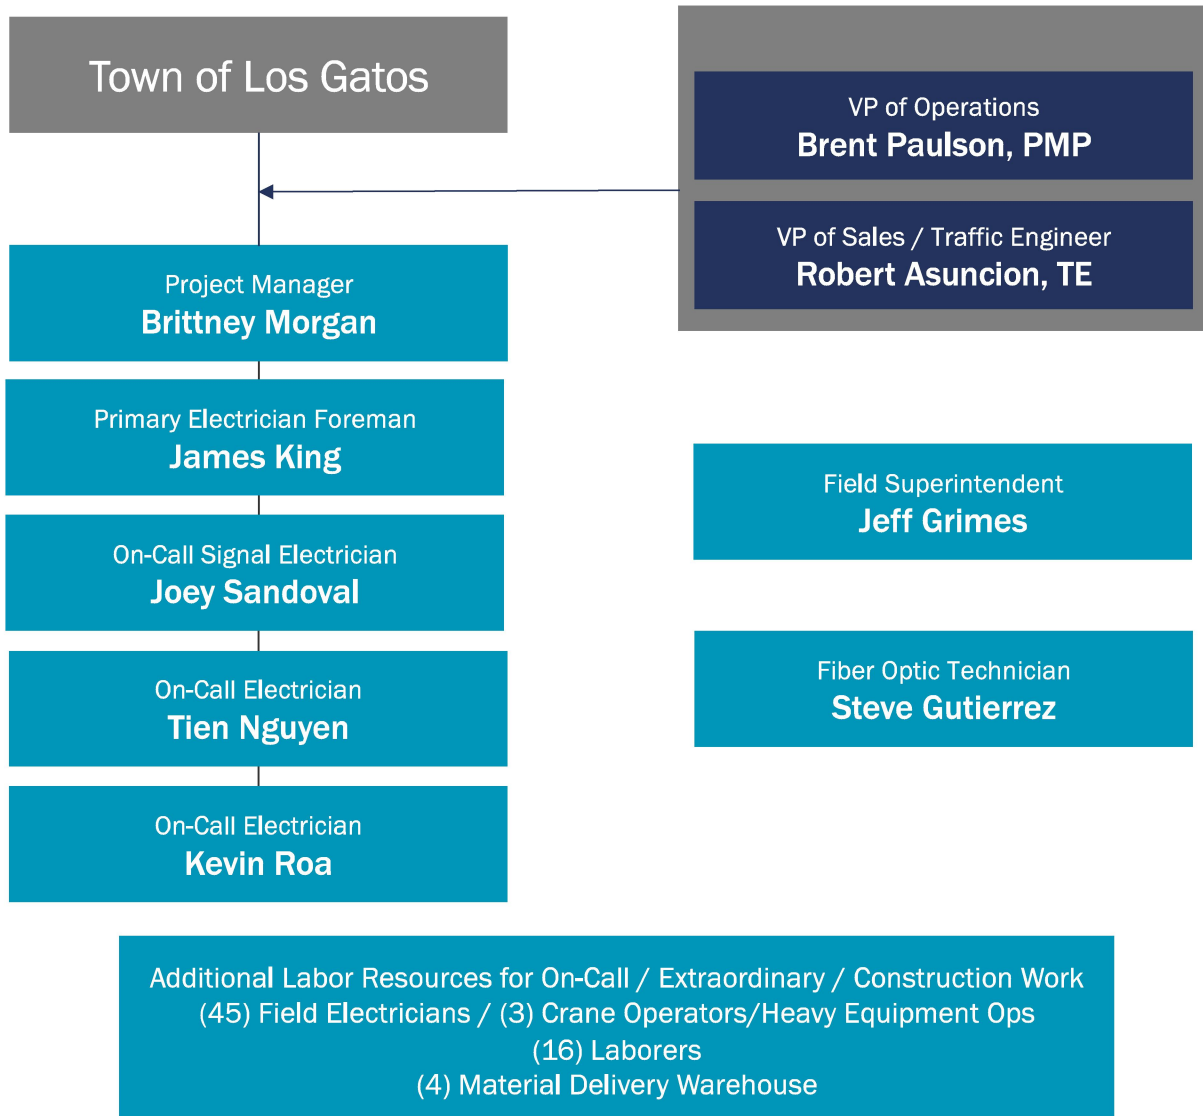 Town of Los Gatos
VP of Operations
Brent Paulson, PMP
VP of Sales / Traffic Engineer
Robert Asuncion, TE
Project Manager
Brittney Morgan
Primary Electrician Foreman
James King
On-Call Signal Electrician
Joey Sandoval
On-Call Electrician
Tien Nguyen
On-Call Electrician
Kevin Roa
Field Superintendent
Jeff Grimes
Fiber Optic Technician
Steve Gutierrez
Additional Labor Resources for On-Call / Extraordinary / Construction Work
(45) Field Electricians / (3) Crane Operators/Heavy Equipment Ops
(16) Laborers
(4) Material Delivery Warehouse